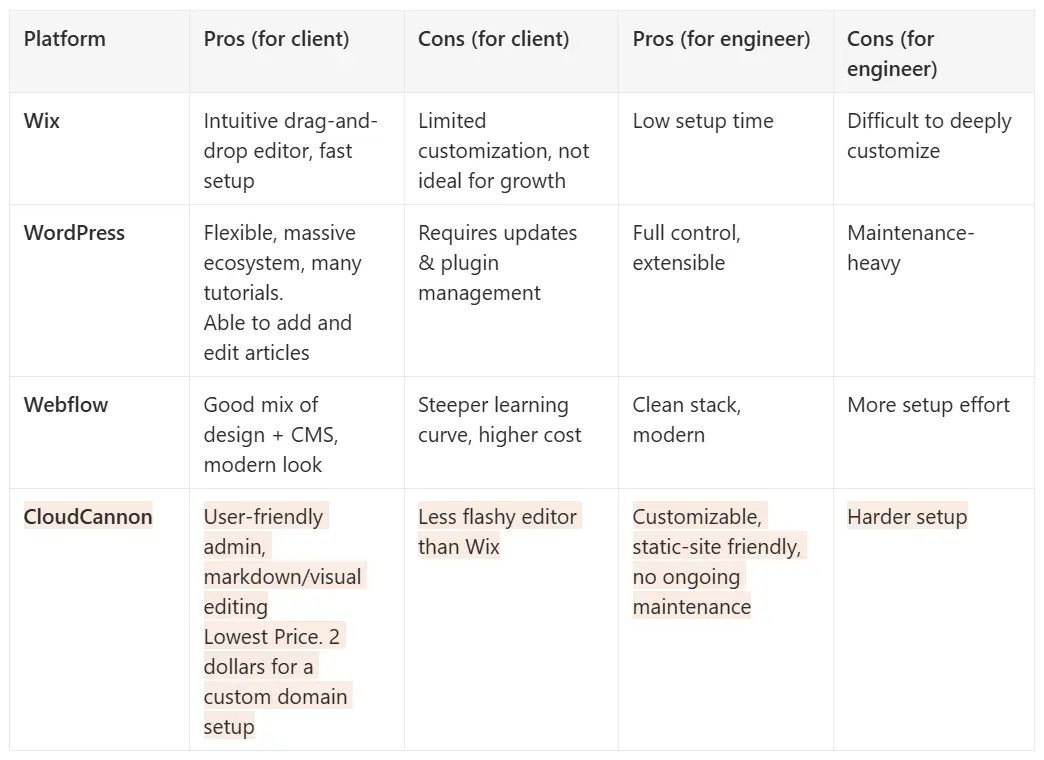 Platform
Pros (for client)
Cons (for client)
Pros (for engineer)
Cons (for
engineer)
Wix
Intuitive drag-and-
drop editor, fast
setup
Limited
customization, not
ideal for growth
Low setup time
Difficult to deeply
customize
WordPress
Flexible, massive
ecosystem, many
tutorials.
Able to add and
edit articles
Requires updates
& plugin
management
Full control,
extensible
Maintenance-
heavy
Webflow
Good mix of
design + CMS,
modern look
Steeper learning
curve, higher cost
Clean stack,
modern
More setup effort
CloudCannon
User-friendly
admin,
markdown/visual
editing
Lowest Price. 2
dollars for a
custom domain
setup
Less flashy editor
than Wix
Customizable,
static-site friendly,
no ongoing
maintenance
Harder setup